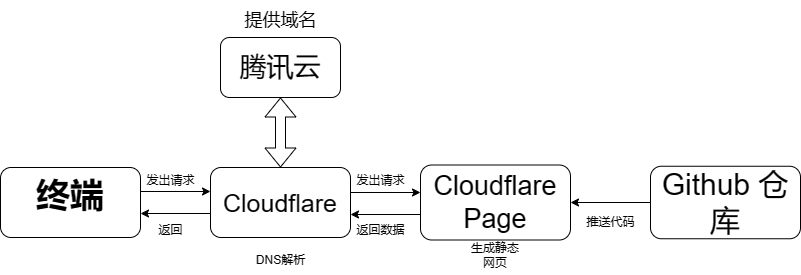 提供域名
腾讯云
终端
发出请求
返回
Cloudflare
DNS解析
发出请求
返回数据
Cloudflare
Page
生成静态
网页
推送代码
Github 仓
库